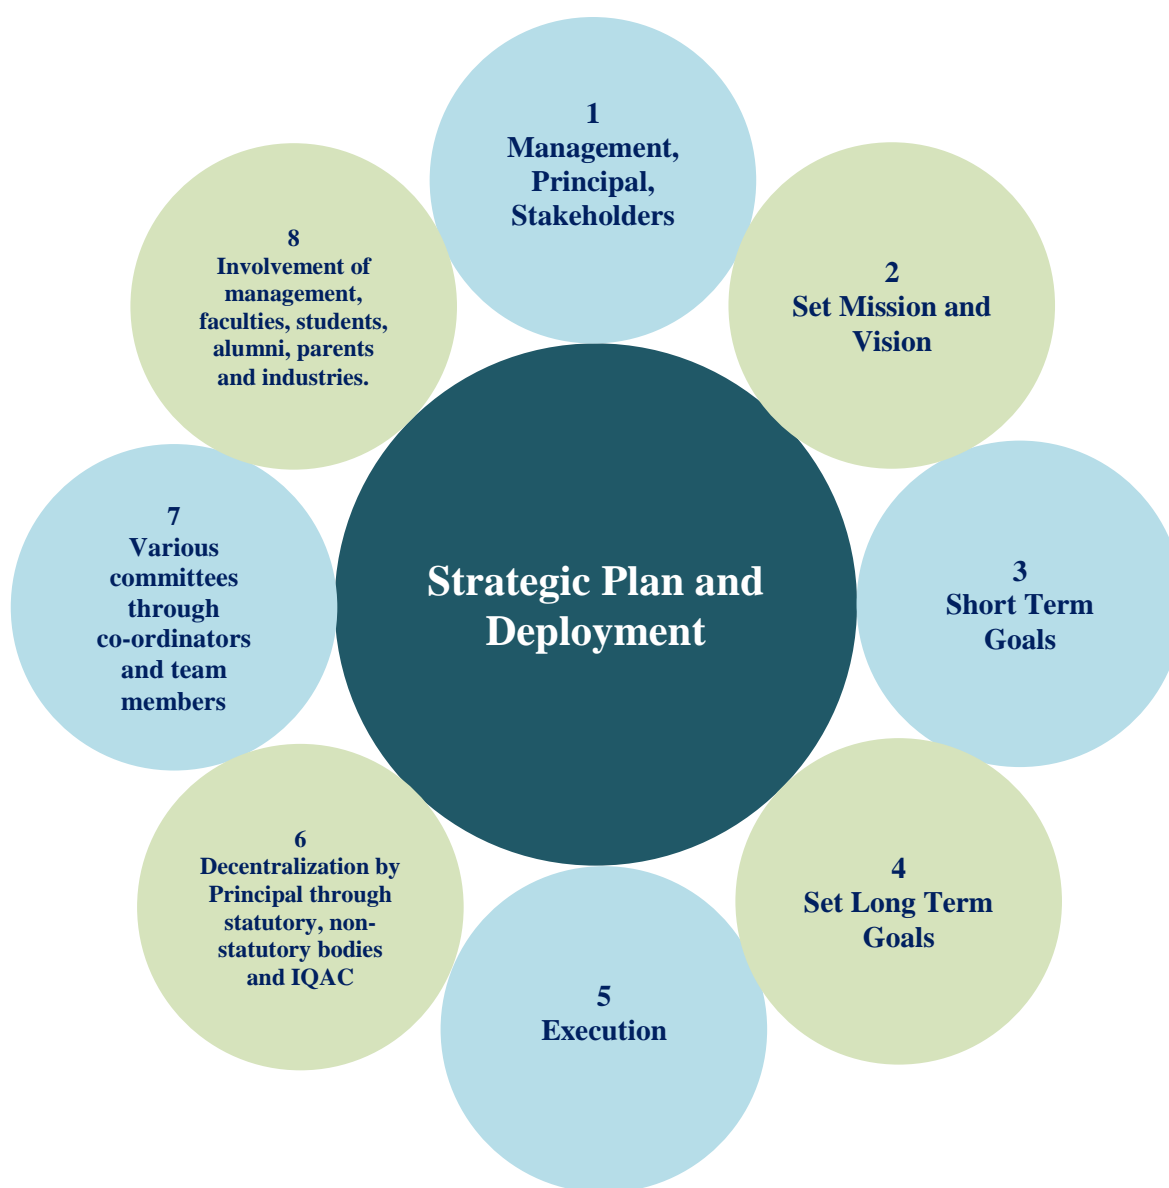 1
Management,
Principal,
Stakeholders
2
Set Mission and
Vision
3
Short Term
Goals
4
Set Long Term
Goals
5
Execution
6
Decentralization by
Principal through
statutory, non-
statutory bodies
and IQAC
7
Various
committees
through
co-ordinators
and team
members
8
Involvement of
management,
faculties, students,
alumni, parents
and industries.
Strategic Plan and
Deployment